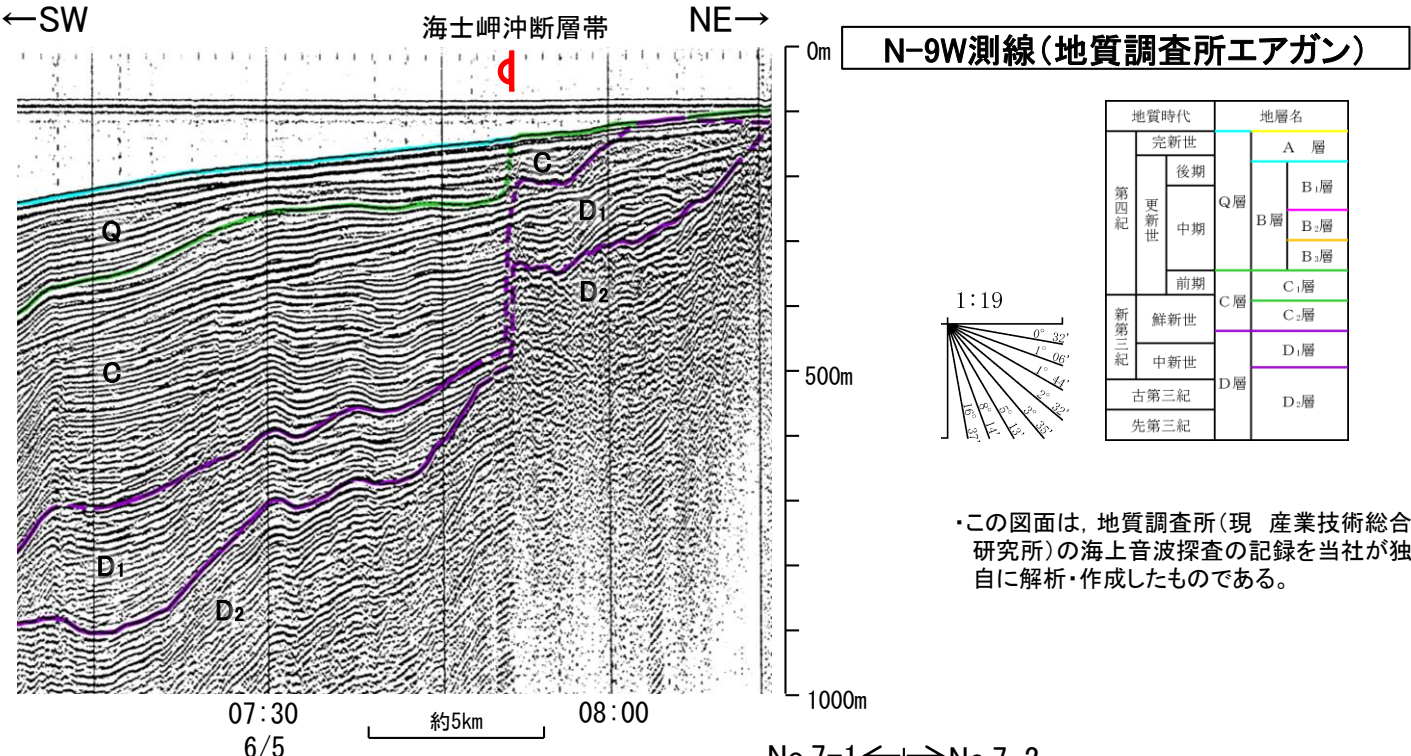 ←SW
海士岬沖断層帯
NE→
N-9W測線(地質調査所エアガン)
0m
500m
1000m
C
Q
D1
D2
C
D1
D2
07:30
6/5
約5km
08:00
1:19
0° 32′
1° 06′
1° 44′
2° 32′
3° 35′
5° 13′
8° 14′
16° 37′
地質時代
地層名
第四紀
完新世
更新世
後期
中期
前期
新第三紀
鮮新世
中新世
古第三紀
先第三紀
Q層
A 層
B層
B1層
B2層
B3層
C層
C1層
C2層
D層
D1層
D2層
・この図面は，地質調査所(現 産業技術総合
研究所)の海上音波探査の記録を当社が独
自に解析・作成したものである。